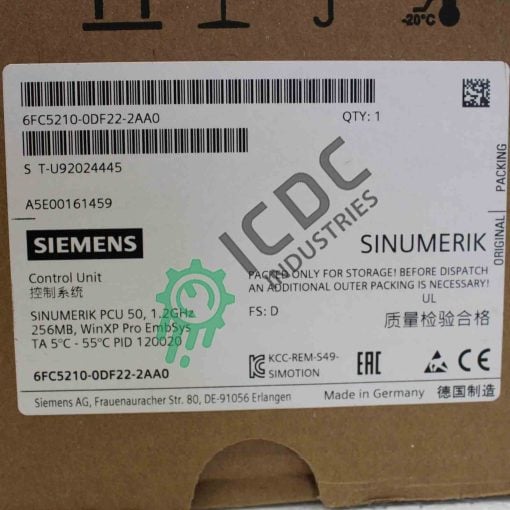 -20°C
6FC5210-0DF22-2AA0
QTY: 1
S T-U92024445
A5E00161459
ORIGINAL PACKING
ICDC
INDUSTRIES
SIEMENS
SINUMERIK
Control Unit
控制系统
PACKED ONLY FOR STORAGE! BEFORE DISPATCH
AN ADDITIONAL OUTER PACKING IS NECESSARY!
UL
FS: D
质量检验合格
SINUMERIK PCU 50, 1.2GHz
256MB, WinXP Pro EmbSys
TA 5°C - 55°C PID 120020
6FC5210-0DF22-2AA0
KCC-REM-S49-
SIMOTION
EAC
CE
Siemens AG, Frauenauracher Str. 80, DE-91056 Erlangen
Made in Germany
德国制造